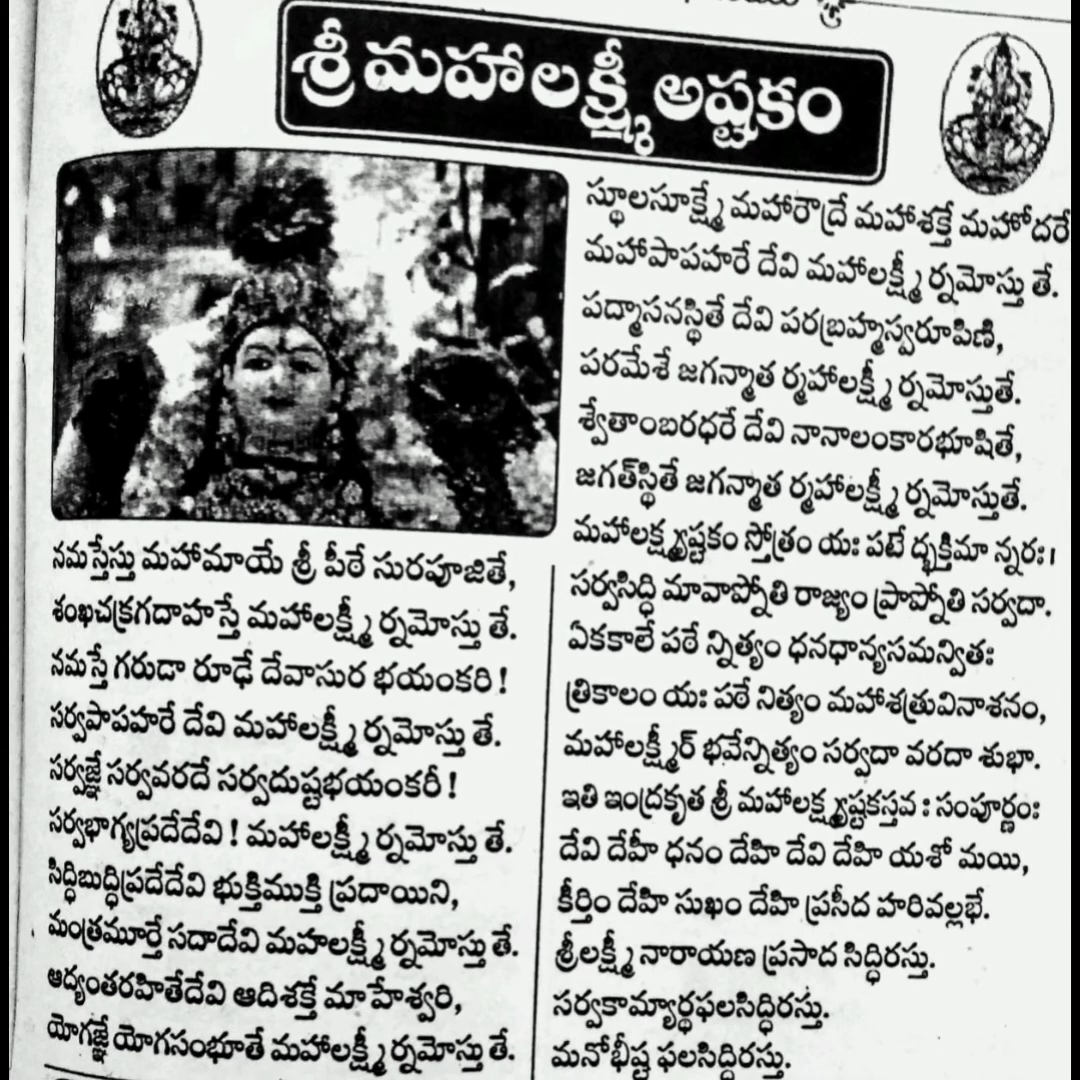 శ్రీ మహాలక్ష్మీ అష్టకం
నమస్తేస్తు మహామాయే శ్రీ పీఠే సురపూజితే,
శంఖచక్రగదాహస్తే మహాలక్ష్మీ ర్నమోస్తు తే.
నమస్తే గరుడా రూఢే దేవాసుర భయంకరి !
సర్వపాపహరే దేవి మహాలక్ష్మీ ర్నమోస్తు తే.
సర్వజ్ఞే సర్వవరదే సర్వదుష్టభయంకరీ !
సర్వభాగ్యప్రదేదేవి ! మహాలక్ష్మీ ర్నమోస్తు తే.
సిద్ధిబుద్ధిప్రదేదేవి భుక్తిముక్తి ప్రదాయిని,
మంత్రమూర్తే సదాదేవి మహలక్ష్మీ ర్నమోస్తు తే.
ఆద్యంతరహితేదేవి ఆదిశక్తే మాహేశ్వరి,
యోగజ్ఞే యోగసంభూతే మహాలక్ష్మీ ర్నమోస్తు తే.
స్థూలసూక్ష్మే మహారౌద్రే మహాశక్తే మహోదరే
మహాపాపహరే దేవి మహాలక్ష్మీ ర్నమోస్తు తే.
పద్మాసనస్థితే దేవి పరబ్రహ్మస్వరూపిణి,
పరమేశే జగన్మాత ర్మహాలక్ష్మీ ర్నమోస్తుతే.
శ్వేతాంబరధరే దేవి నానాలంకారభూషితే,
జగత్‌స్థితే జగన్మాత ర్మహాలక్ష్మీ ర్నమోస్తుతే.
మహాలక్ష్మ్యష్టకం స్తోత్రం యః పఠే ద్భక్తిమా న్నరః।
సర్వసిద్ధి మావాప్నోతి రాజ్యం ప్రాప్నోతి సర్వదా.
ఏకకాలే పఠే న్నిత్యం ధనధాన్యసమన్వితః
త్రికాలం యః పఠే నిత్యం మహాశత్రువినాశనం,
మహాలక్ష్మీర్ భవేన్నిత్యం సర్వదా వరదా శుభా.
ఇతి ఇంద్రకృత శ్రీ మహాలక్ష్మ్యష్టకస్తవ : సంపూర్ణంః
దేవి దేహీ ధనం దేహి దేవి దేహి యశో మయి,
కీర్తిం దేహి సుఖం దేహి ప్రసీద హరివల్లభే.
శ్రీలక్ష్మీ నారాయణ ప్రసాద సిద్ధిరస్తు.
సర్వకామ్యార్థఫలసిద్ధిరస్తు.
మనోభీష్ట ఫలసిద్దిరస్తు.